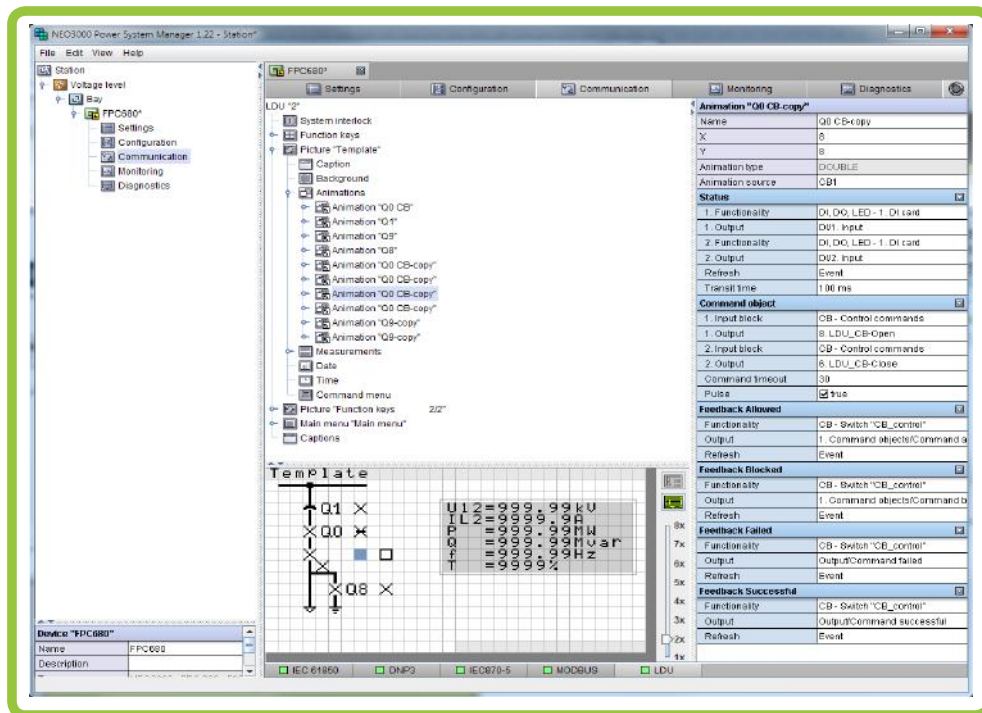 NEO3000 Power System Manager 1.22 - Station*
File Edit View Help
Station
Voltage level
Bay
FPC680*
Settings
Configuration
Communication
Monitoring
Diagnostics
Device "FPC680"
Name FPC680
Description
FPC680*
Settings Configuration Communication Monitoring Diagnostics
LDU "2"
System interlock
Function keys
Picture "Template"
Caption
Background
Animations
Animation "Q0 CB"
Animation "Q1"
Animation "Q9"
Animation "Q8"
Animation "Q0 CB-copy"
Animation "Q0 CB-copy"
Animation "Q0 CB-copy"
Animation "Q0 CB-copy"
Animation "Q9-copy"
Animation "Q9-copy"
Measurements
Date
Time
Command menu
Picture "Function keys 2/2"
Main menu "Main menu"
Captions
Template
Q1
Q0
Q8
U12=999.99kV
IL2=9999.9A
P =999.99MW
Q =999.99Mvar
f =999.99Hz
T =9999%
8x
7x
6x
5x
4x
3x
2x
1x
Animation "Q0 CB-copy"
Name Q0 CB-copy
X 8
Y 8
Animation type DOUBLE
Animation source CB1
Status
1. Functionality DI, DO, LED - 1. DI card
1. Output DI/1. Input
2. Functionality DI, DO, LED - 1. DI card
2. Output DI/2. Input
Refresh Event
Transit time 100 ms
Command object
1. Input block CB - Control commands
1. Output 8. LDU_CB-Open
2. Input block CB - Control commands
2. Output 6. LDU_CB-Close
Command timeout 30
Pulse true
Feedback Allowed
Functionality CB - Switch "CB_control"
Output 1. Command objects/Command a
Refresh Event
Feedback Blocked
Functionality CB - Switch "CB_control"
Output 1. Command objects/Command b
Refresh Event
Feedback Failed
Functionality CB - Switch "CB_control"
Output Output/Command failed
Refresh Event
Feedback Successful
Functionality CB - Switch "CB_control"
Output Output/Command successful
Refresh Event
IEC 61850 DNP3 IEC870-5 MODBUS LDU